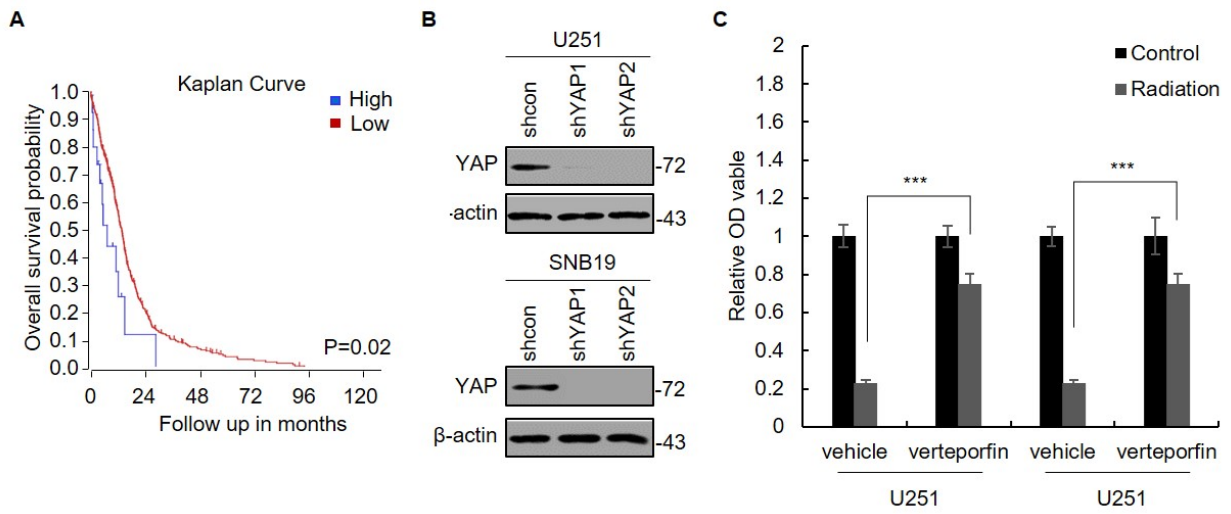 A
Kaplan Curve
High
Low
Overall survival probability
1.0
0.9
0.8
0.7
0.6
0.5
0.4
0.3
0.2
0.1
0.0
P=0.02
0 24 48 72 96 120
Follow up in months
B
U251
shcon shYAP1 shYAP2
YAP -72
-actin -43
SNB19
shcon shYAP1 shYAP2
YAP -72
β-actin -43
C
Control
Radiation
Relative OD vable
2
1.8
1.6
1.4
1.2
1
0.8
0.6
0.4
0.2
0
*** ***
vehicle verteporfin vehicle verteporfin
U251 U251